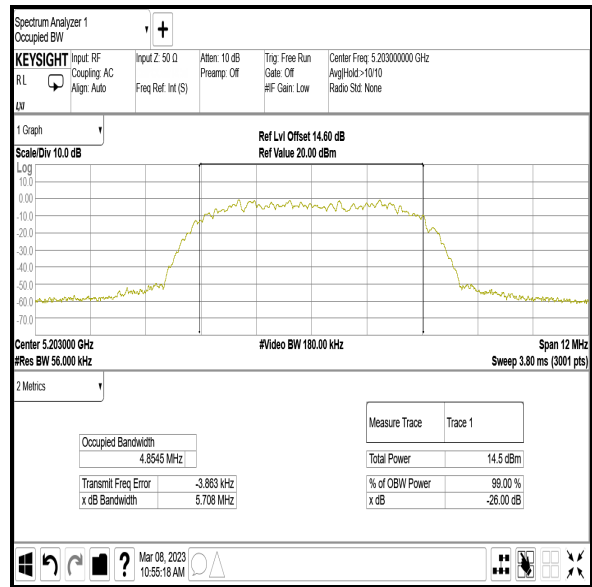 Spectrum Analyzer 1
Occupied BW
KEYSIGHT Input: RF Input Z: 50 Ω Atten: 10 dB Trig: Free Run Center Freq: 5.203000000 GHz
RL Coupling: AC Preamp: Off Gate: Off Avg|Hold:>10/10
Align: Auto Freq Ref: Int (S) #IF Gain: Low Radio Std: None
LXI
1 Graph
Ref Lvl Offset 14.60 dB
Scale/Div 10.0 dB Ref Value 20.00 dBm
Log
10.0
0.00
-10.0
-20.0
-30.0
-40.0
-50.0
-60.0
-70.0
Center 5.203000 GHz #Video BW 180.00 kHz Span 12 MHz
#Res BW 56.000 kHz Sweep 3.80 ms (3001 pts)
2 Metrics
Measure Trace Trace 1
Occupied Bandwidth
4.8545 MHz Total Power 14.5 dBm
Transmit Freq Error -3.863 kHz % of OBW Power 99.00 %
x dB Bandwidth 5.708 MHz x dB -26.00 dB
? Mar 08, 2023
10:55:18 AM